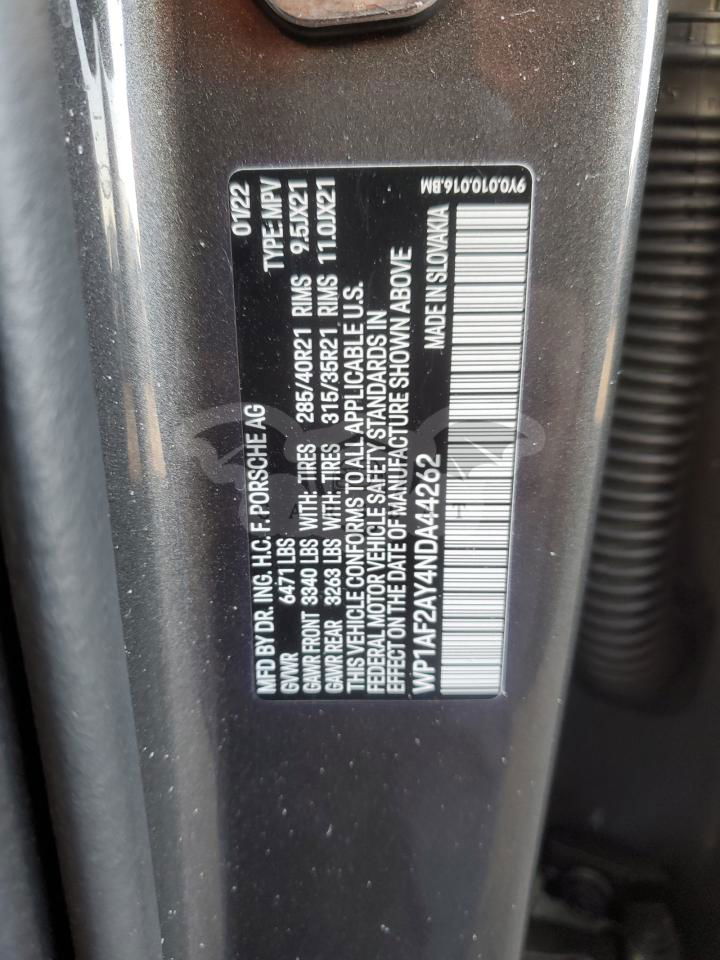 01/22
MFD BY DR. ING. H.C. F. PORSCHE AG TYPE: MPV
GVWR 6471 LBS
GAWR FRONT 3340 LBS WITH: TIRES 285/40R21 RIMS 9.5JX21
GAWR REAR 3263 LBS WITH: TIRES 315/35R21 RIMS 11.0JX21
THIS VEHICLE CONFORMS TO ALL APPLICABLE U.S.
FEDERAL MOTOR VEHICLE SAFETY STANDARDS IN
EFFECT ON THE DATE OF MANUFACTURE SHOWN ABOVE
WP1AF2AY4NDA44262 MADE IN SLOVAKIA
9Y0.010.016.BM